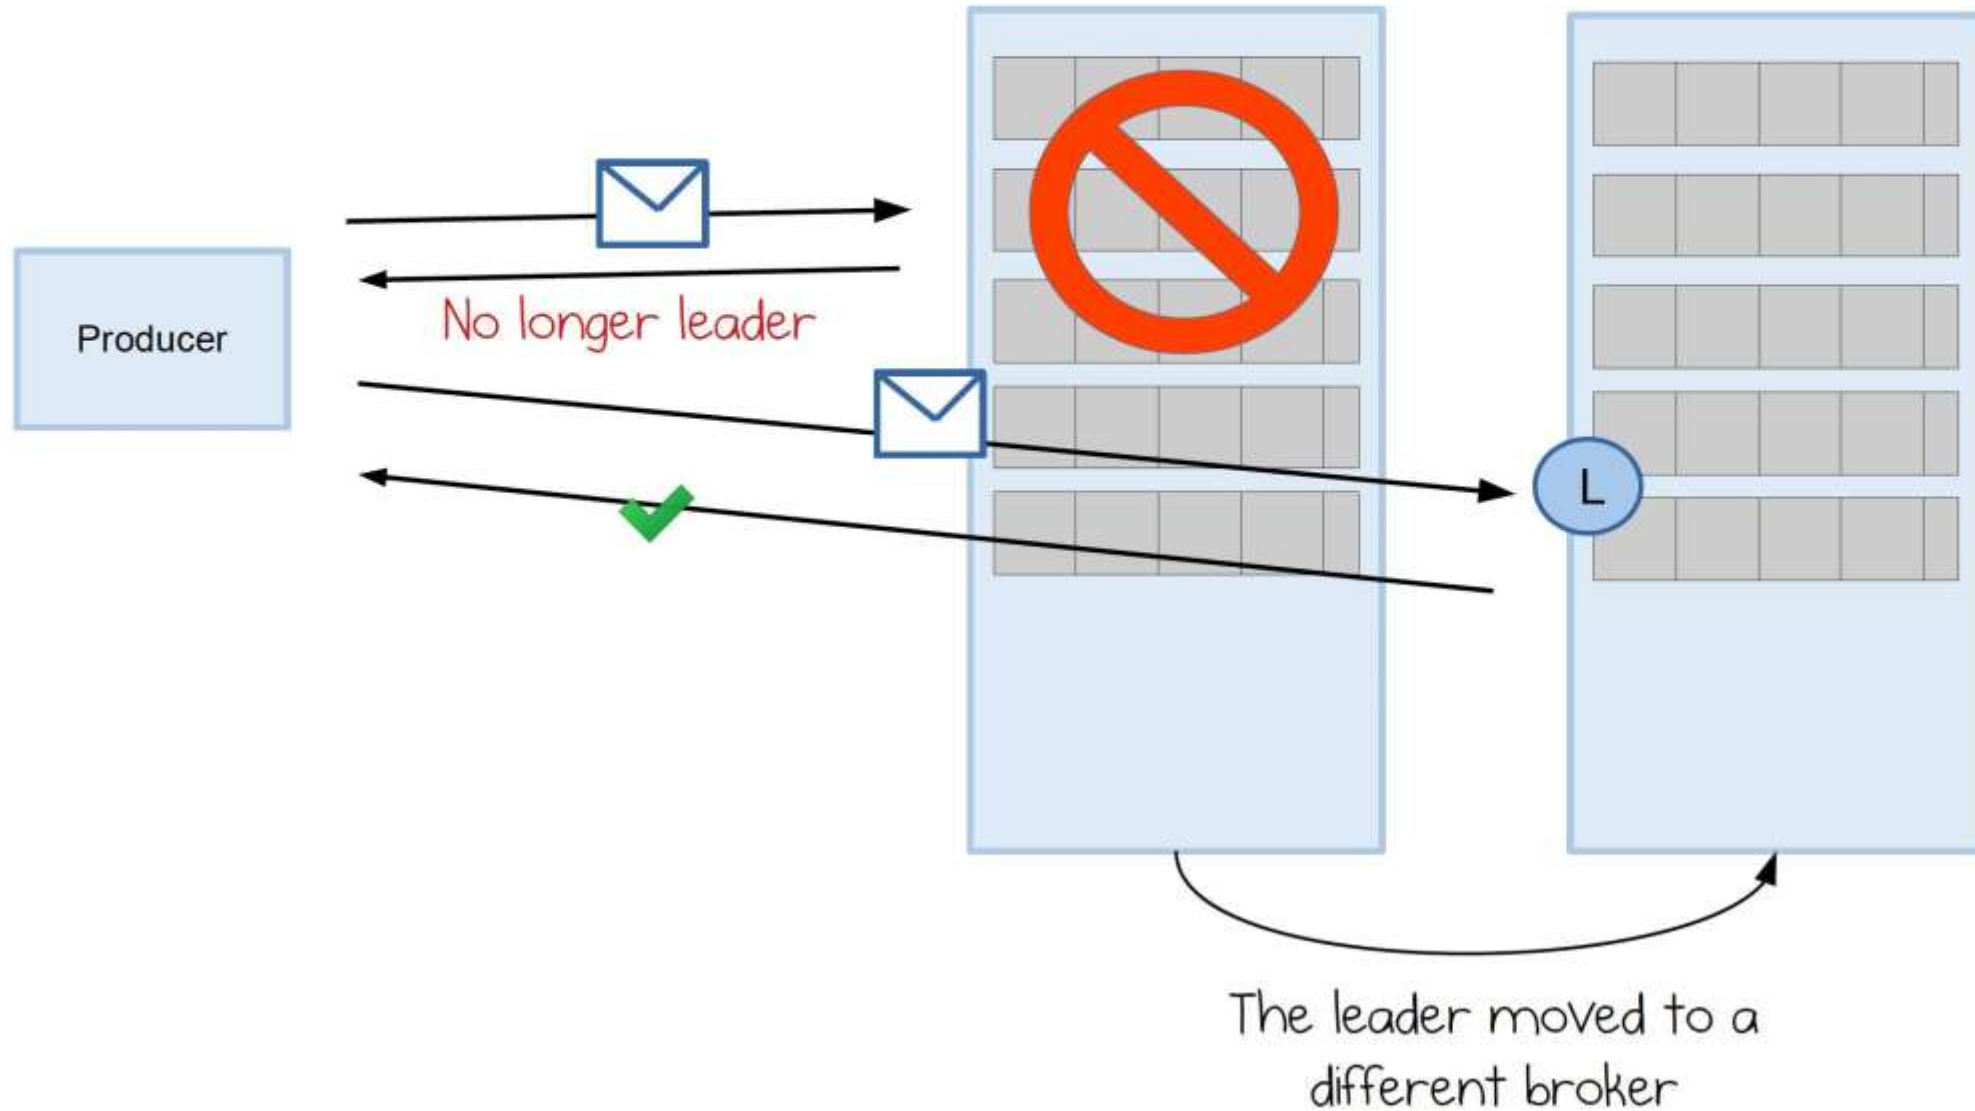 Producer
No longer leader
L
The leader moved to a
different broker